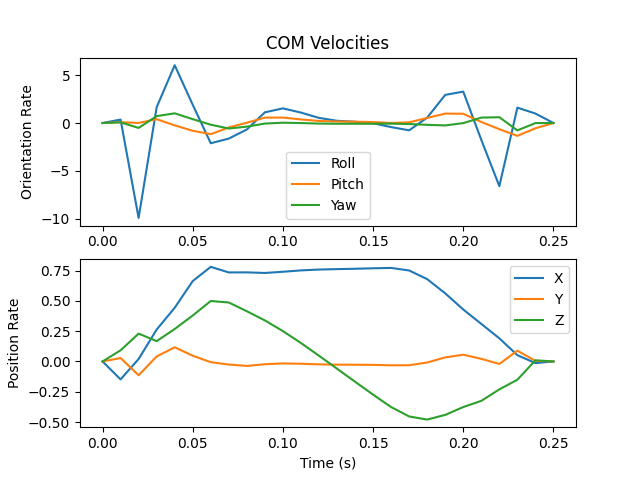 COM Velocities
Orientation Rate
5
0
−5
−10
Roll
Pitch
Yaw
0.00 0.05 0.10 0.15 0.20 0.25
Position Rate
0.75
0.50
0.25
0.00
−0.25
−0.50
X
Y
Z
0.00 0.05 0.10 0.15 0.20 0.25
Time (s)